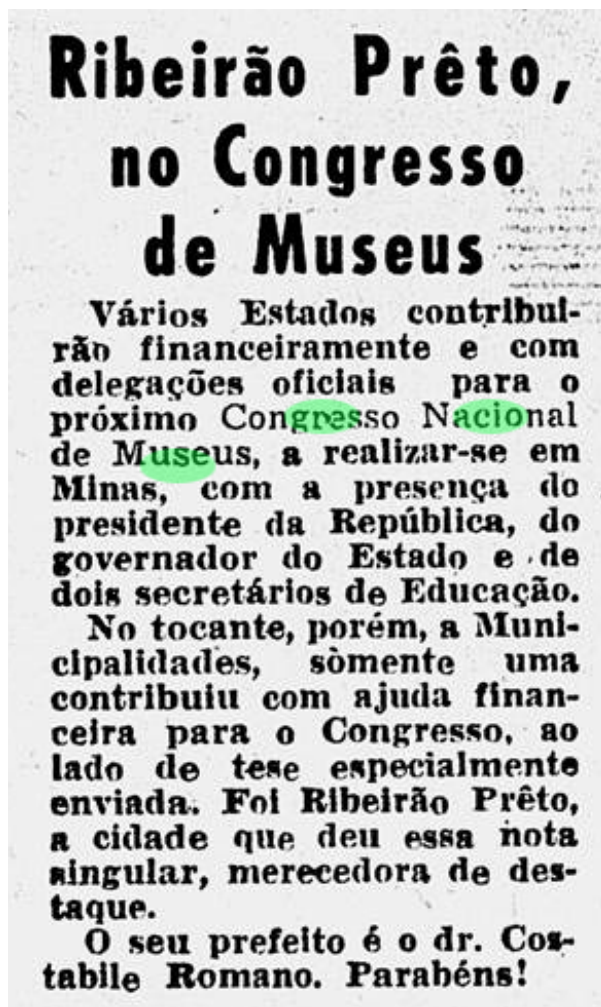 Ribeirão Prêto,
no Congresso
de Museus
Vários Estados contribui-
rão financeiramente e com
delegações oficiais para o
próximo Congresso Nacional
de Museus, a realizar-se em
Minas, com a presença do
presidente da República, do
governador do Estado e de
dois secretários de Educação.
No tocante, porém, a Muni-
cipalidades, sòmente uma
contribuiu com ajuda finan-
ceira para o Congresso, ao
lado de tese especialmente
enviada. Foi Ribeirão Prêto,
a cidade que deu essa nota
singular, merecedora de des-
taque.
O seu prefeito é o dr. Cos-
tabile Romano. Parabéns!